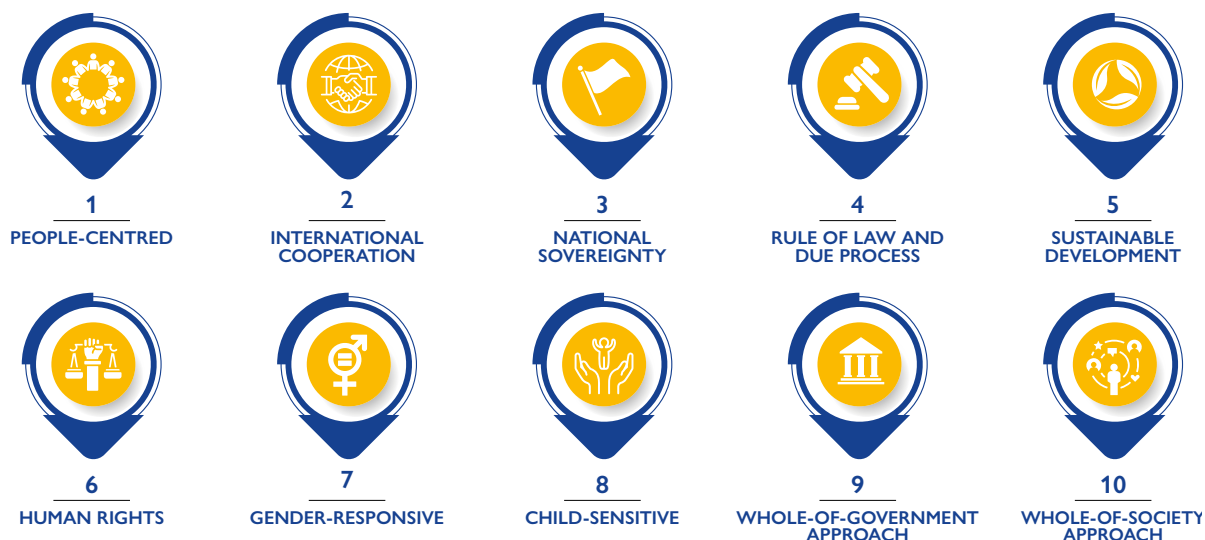 1
PEOPLE-CENTRED
2
INTERNATIONAL
COOPERATION
3
NATIONAL
SOVEREIGNTY
4
RULE OF LAW AND
DUE PROCESS
5
SUSTAINABLE
DEVELOPMENT
6
HUMAN RIGHTS
7
GENDER-RESPONSIVE
8
CHILD-SENSITIVE
9
WHOLE-OF-GOVERNMENT
APPROACH
10
WHOLE-OF-SOCIETY
APPROACH